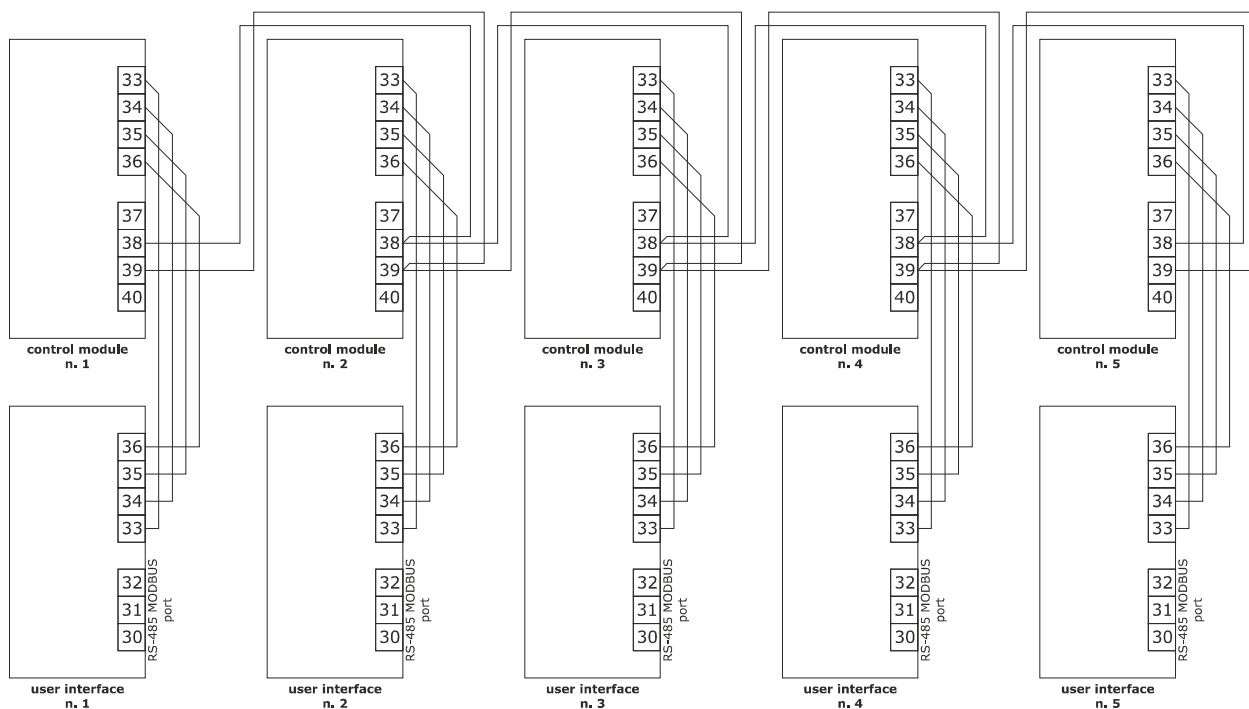 33
34
35
36
37
38
39
40
control module
n. 1
33
34
35
36
37
38
39
40
control module
n. 2
33
34
35
36
37
38
39
40
control module
n. 3
33
34
35
36
37
38
39
40
control module
n. 4
33
34
35
36
37
38
39
40
control module
n. 5
36
35
34
33
32
31
30
RS-485 MODBUS
port
user interface
n. 1
36
35
34
33
32
31
30
RS-485 MODBUS
port
user interface
n. 2
36
35
34
33
32
31
30
RS-485 MODBUS
port
user interface
n. 3
36
35
34
33
32
31
30
RS-485 MODBUS
port
user interface
n. 4
36
35
34
33
32
31
30
RS-485 MODBUS
port
user interface
n. 5